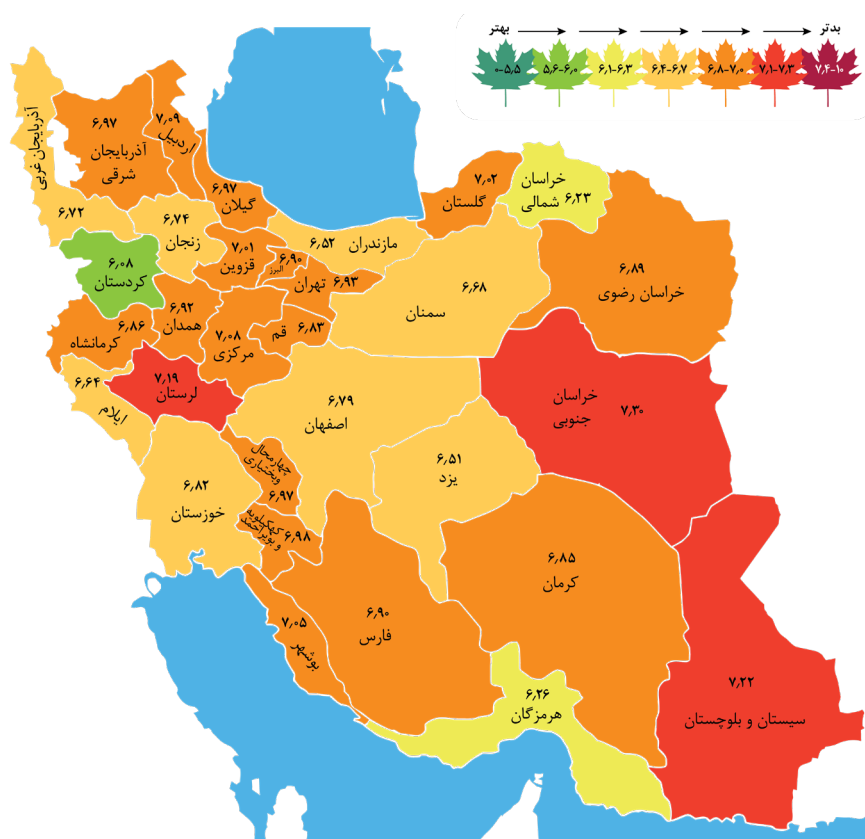 بهتر
بدتر
۰-۵٫۵
۵٫۶-۶٫۰
۶٫۱-۶٫۳
۶٫۴-۶٫۷
۶٫۸-۷٫۰
۷٫۱-۷٫۳
۷٫۴-۱۰
آذربایجان غربی
۶٫۷۲
۶٫۹۷
آذربایجان
شرقی
۷٫۰۹
اردبیل
۶٫۹۷
گیلان
۷٫۰۲
گلستان
خراسان
شمالی
۶٫۲۳
۶٫۷۴
زنجان
۷٫۰۱
قزوین
۶٫۹۰
البرز
۶٫۵۲
مازندران
تهران
۶٫۹۳
۶٫۶۸
سمنان
۶٫۸۹
خراسان رضوی
۶٫۰۸
کردستان
۶٫۹۲
همدان
۶٫۸۶
کرمانشاه
۷٫۰۸
مرکزی
قم
۶٫۸۳
۶٫۶۴
ایلام
۷٫۱۹
لرستان
۶٫۷۹
اصفهان
خراسان
جنوبی
۷٫۳۰
۶٫۸۲
خوزستان
چهارمحال
وبختیاری
۶٫۹۷
۶٫۵۱
یزد
کهکیلویه
و بویراحمد
۶٫۹۸
۶٫۸۵
کرمان
۷٫۰۵
بوشهر
۶٫۹۰
فارس
۶٫۲۶
هرمزگان
۷٫۲۲
سیستان و بلوچستان